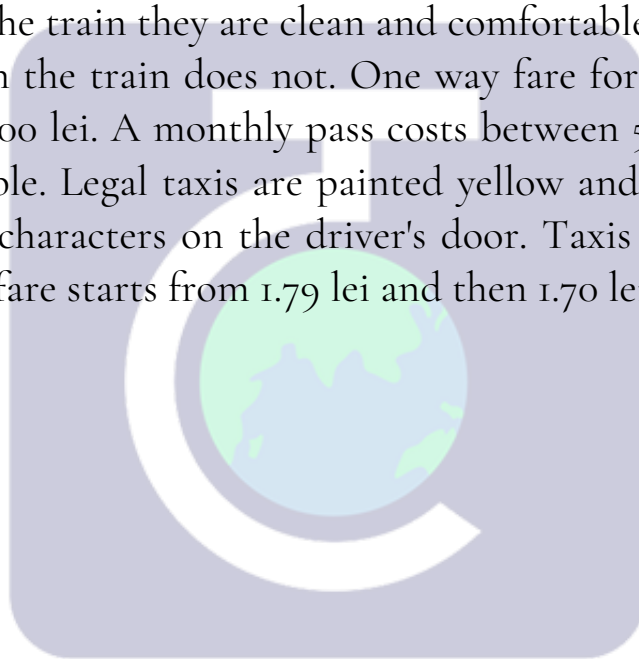 he train they are clean and comfortable
the train does not. One way fare for
00 lei. A monthly pass costs between
ble. Legal taxis are painted yellow and
characters on the driver's door. Taxis
fare starts from 1.79 lei and then 1.70 le